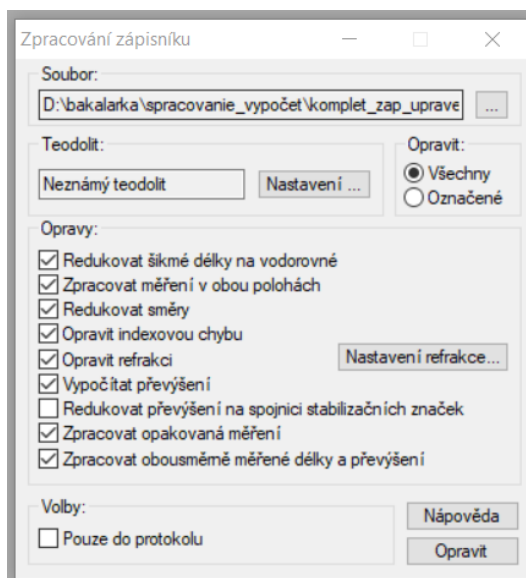 Zpracování zápisníku
Soubor:
D:\bakalarka\spracovanie_vypočet\komplet_zap_uprave
...
Teodolit:
Neznámý teodolit
Nastavení ...
Opravit:
Všechny
Označené
Opravy:
Redukovat šikmé délky na vodorovné
Zpracovat měření v obou polohách
Redukovat směry
Opravit indexovou chybu
Opravit refrakci
Nastavení refrakce...
Vypočítat převýšení
Redukovat převýšení na spojnici stabilizačních značek
Zpracovat opakovaná měření
Zpracovat obousměrně měřené délky a převýšení
Volby:
Pouze do protokolu
Nápověda
Opravit